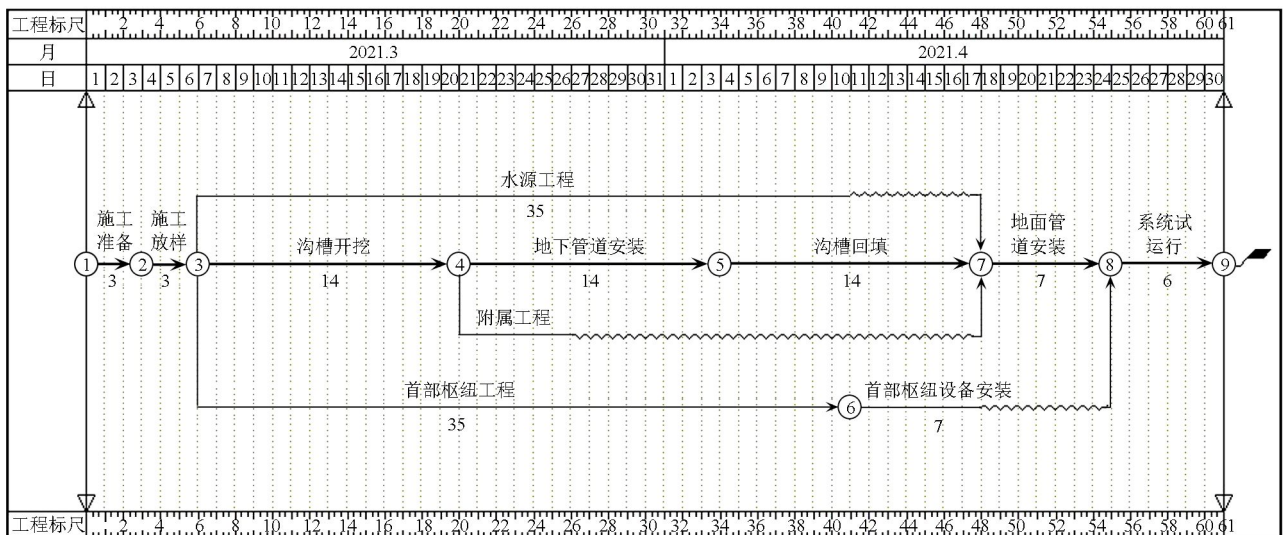 工程标尺 2 4 6 8 10 12 14 16 18 20 22 24 26 28 30 32 34 36 38 40 42 44 46 48 50 52 54 56 58 60 61
月 2021.3 2021.4
日 1 2 3 4 5 6 7 8 9 10 11 12 13 14 15 16 17 18 19 20 21 22 23 24 25 26 27 28 29 30 31 1 2 3 4 5 6 7 8 9 10 11 12 13 14 15 16 17 18 19 20 21 22 23 24 25 26 27 28 29 30
水源工程
35
施工 施工 地面管 系统试
准备 放样 沟槽开挖 地下管道安装 沟槽回填 道安装 运行
1 2 3 4 5 7 8 9
3 3 14 14 14 7 6
附属工程
首部枢纽工程 首部枢纽设备安装
6
35 7
工程标尺 2 4 6 8 10 12 14 16 18 20 22 24 26 28 30 32 34 36 38 40 42 44 46 48 50 52 54 56 58 60 61